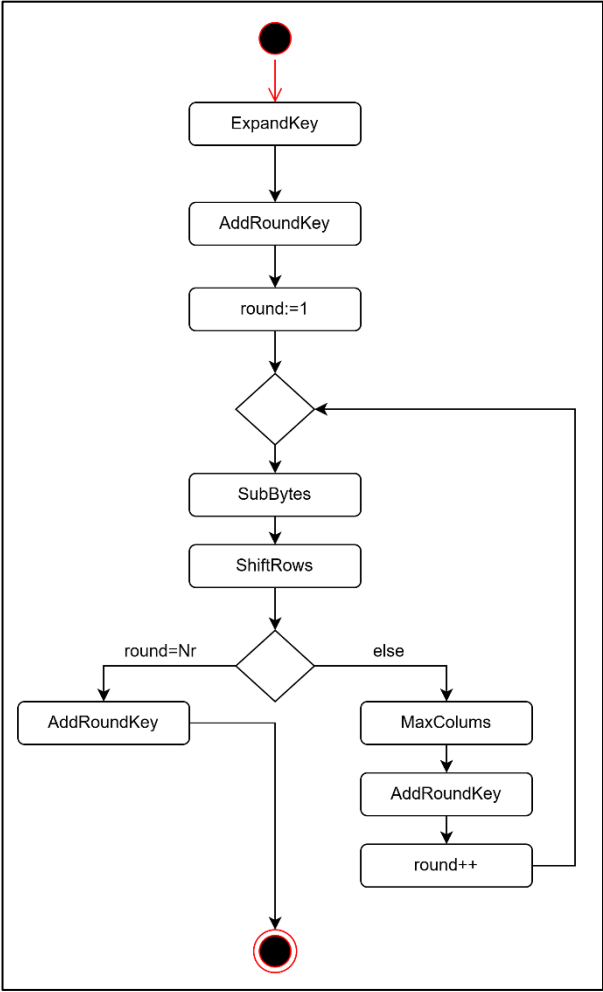 ExpandKey
AddRoundKey
round:=1
SubBytes
ShiftRows
round=Nr
else
AddRoundKey
MaxColums
AddRoundKey
round++